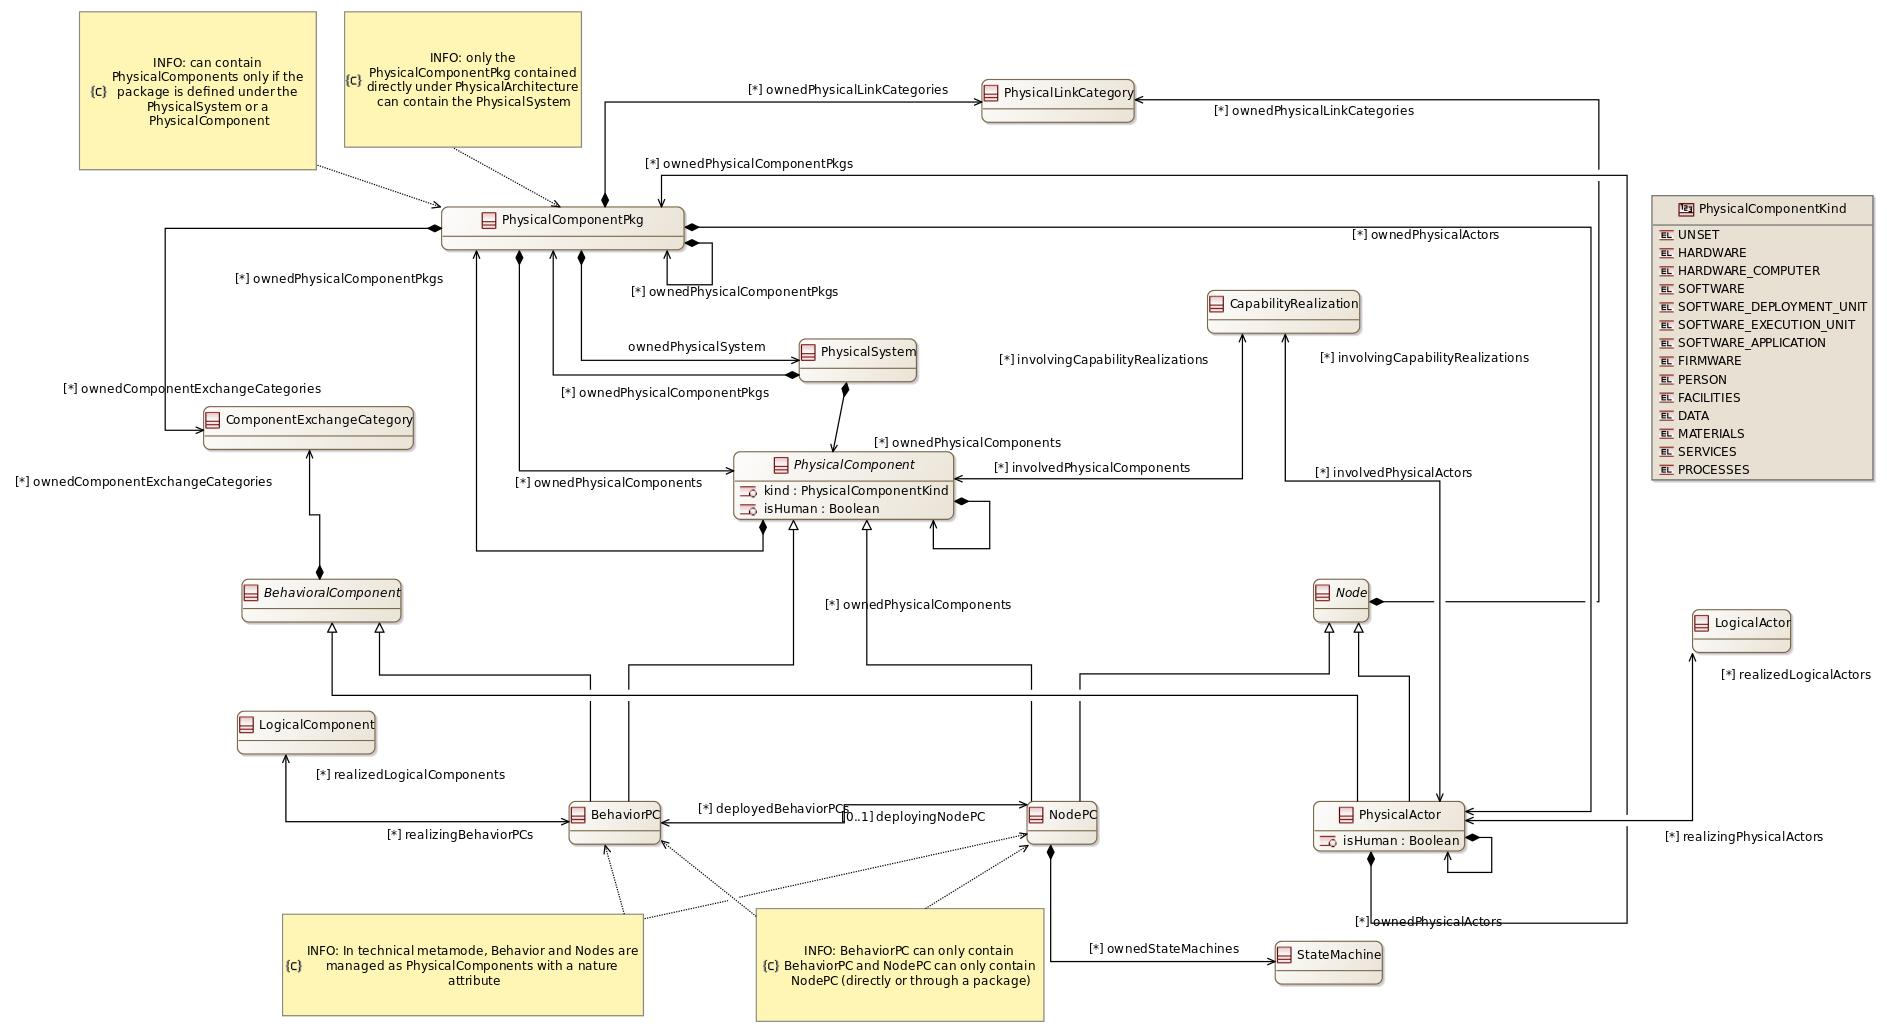 INFO: can contain
PhysicalComponents only if the
package is defined under the
PhysicalSystem or a
PhysicalComponent
INFO: only the
PhysicalComponentPkg contained
directly under PhysicalArchitecture
can contain the PhysicalSystem
[*] ownedPhysicalLinkCategories
PhysicalLinkCategory
[*] ownedPhysicalLinkCategories
[*] ownedPhysicalComponentPkgs
PhysicalComponentPkg
[*] ownedPhysicalActors
[*] ownedPhysicalComponentPkgs
[*] ownedPhysicalComponentPkgs
PhysicalComponentKind
UNSET
HARDWARE
HARDWARE_COMPUTER
SOFTWARE
SOFTWARE_DEPLOYMENT_UNIT
SOFTWARE_EXECUTION_UNIT
SOFTWARE_APPLICATION
FIRMWARE
PERSON
FACILITIES
DATA
MATERIALS
SERVICES
PROCESSES
CapabilityRealization
ownedPhysicalSystem
PhysicalSystem
[*] involvingCapabilityRealizations
[*] involvingCapabilityRealizations
[*] ownedComponentExchangeCategories
[*] ownedPhysicalComponentPkgs
ComponentExchangeCategory
[*] ownedPhysicalComponents
[*] ownedComponentExchangeCategories
[*] ownedPhysicalComponents
PhysicalComponent
kind : PhysicalComponentKind
isHuman : Boolean
[*] involvedPhysicalComponents
[*] involvedPhysicalActors
BehavioralComponent
[*] ownedPhysicalComponents
Node
LogicalActor
[*] realizedLogicalActors
LogicalComponent
[*] realizedLogicalComponents
[*] realizingBehaviorPCs
BehaviorPC
[*] deployedBehaviorPCs
[0..1] deployingNodePC
NodePC
PhysicalActor
isHuman : Boolean
[*] realizingPhysicalActors
[*] ownedPhysicalActors
INFO: In technical metamode, Behavior and Nodes are
managed as PhysicalComponents with a nature
attribute
INFO: BehaviorPC can only contain
BehaviorPC and NodePC can only contain
NodePC (directly or through a package)
[*] ownedStateMachines
StateMachine